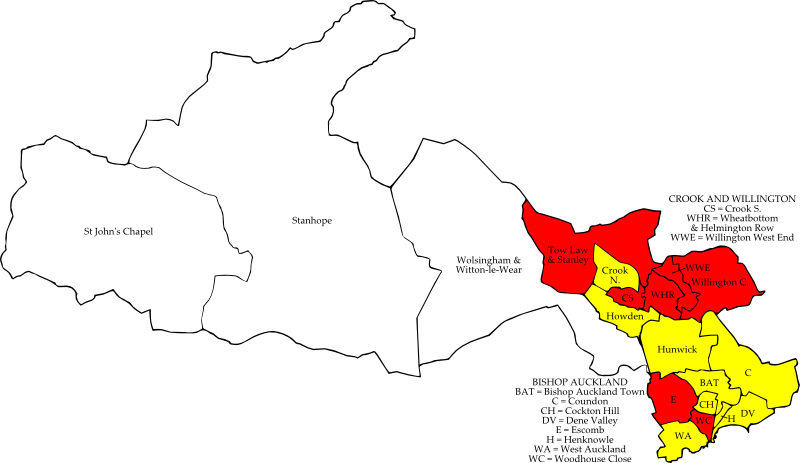 St John's Chapel
Stanhope
Wolsingham &
Witton-le-Wear
Tow Law
& Stanley
Crook
N.
CS
WHR
WWE
Willington C.
Howden
Hunwick
CROOK AND WILLINGTON
CS = Crook S.
WHR = Wheatbottom
& Helmington Row
WWE = Willington West End
BISHOP AUCKLAND
BAT = Bishop Auckland Town
C = Coundon
CH = Cockton Hill
DV = Dene Valley
E = Escomb
H = Henknowle
WA = West Auckland
WC = Woodhouse Close
C
BAT
E
CH
WC
H
DV
WA